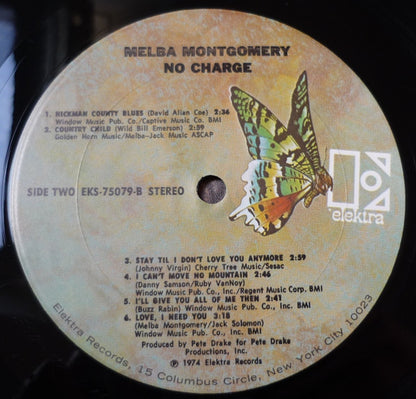 MELBA MONTGOMERY
NO CHARGE
1. HICKMAN COUNTY BLUES (David Allan Coe) 2:36
Window Music Pub. Co./Captive Music Co. BMI
2. COUNTRY CHILD (Wild Bill Emerson) 2:59
Golden Horn Music/Melba-Jack Music ASCAP
SIDE TWO EKS-75079-B STEREO
elektra
3. STAY TIL I DON'T LOVE YOU ANYMORE 2:59
(Johnny Virgin) Cherry Tree Music/Sesac
4. I CAN'T MOVE NO MOUNTAIN 2:46
(Danny Samson/Ruby VanNoy)
Window Music Pub. Co., Inc./Regent Music Corp. BMI
5. I'LL GIVE YOU ALL OF ME THEN 2:41
(Buzz Rabin) Window Music Pub. Co., Inc. BMI
6. LOVE, I NEED YOU 3:18
(Melba Montgomery/Jack Solomon)
Window Music Pub. Co., Inc. BMI
Produced by Pete Drake for Pete Drake
Productions, Inc.
℗ 1974 Elektra Records
Elektra Records, 15 Columbus Circle, New York City 10023